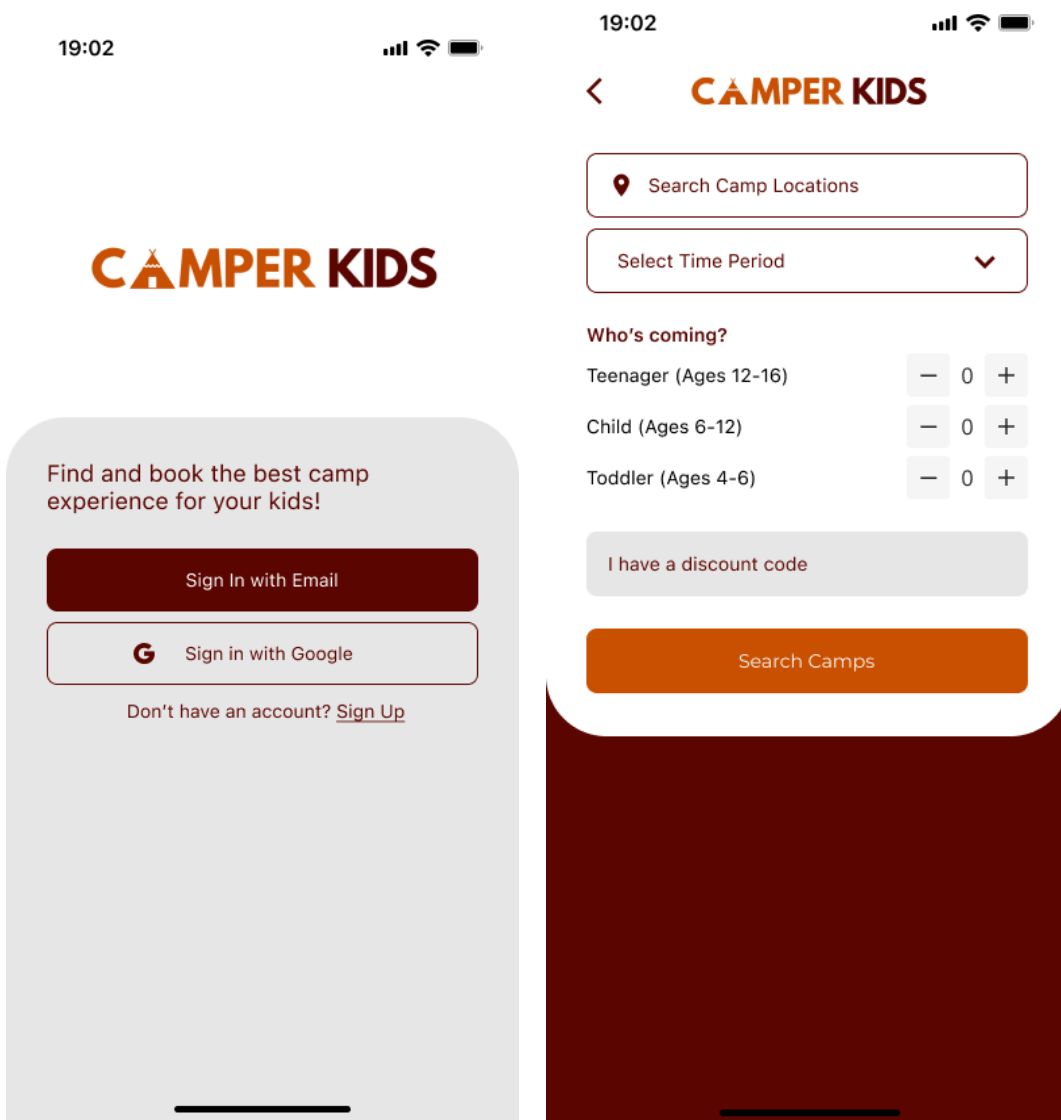 19:02
CAMPER KIDS
Find and book the best camp
experience for your kids!
Sign In with Email
G Sign in with Google
Don't have an account? Sign Up
19:02
CAMPER KIDS
Search Camp Locations
Select Time Period
Who's coming?
Teenager (Ages 12-16) — 0 +
Child (Ages 6-12) — 0 +
Toddler (Ages 4-6) — 0 +
I have a discount code
Search Camps